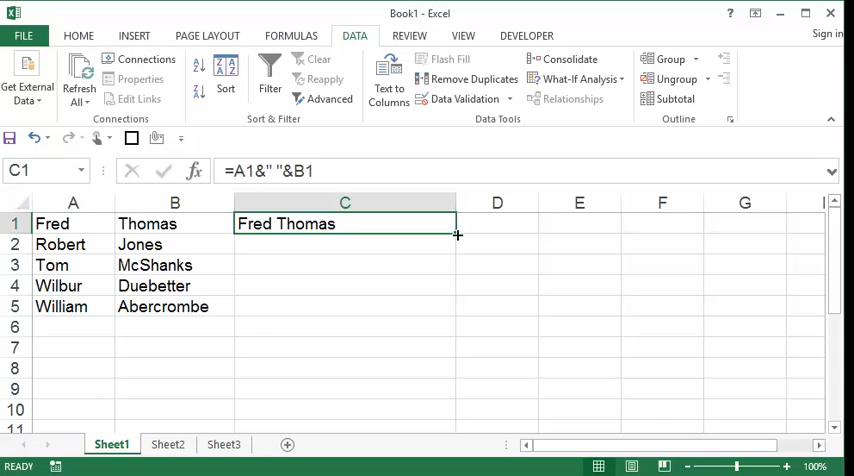 Book1 - Excel
?
FILE HOME INSERT PAGE LAYOUT FORMULAS DATA REVIEW VIEW DEVELOPER Sign in
Get External Data
Refresh All
Connections
Properties
Edit Links
Connections
A Z
Z A
Z A A Z
Sort
Filter
Clear
Reapply
Advanced
Sort & Filter
Text to Columns
Flash Fill
Remove Duplicates
Data Validation
Consolidate
What-If Analysis
Relationships
Data Tools
Group
Ungroup
Subtotal
Outline
C1 fx =A1&" "&B1
A B C D E F G I
1 Fred Thomas Fred Thomas
2 Robert Jones
3 Tom McShanks
4 Wilbur Duebetter
5 William Abercrombe
6
7
8
9
10
11
Sheet1 Sheet2 Sheet3
READY 100%